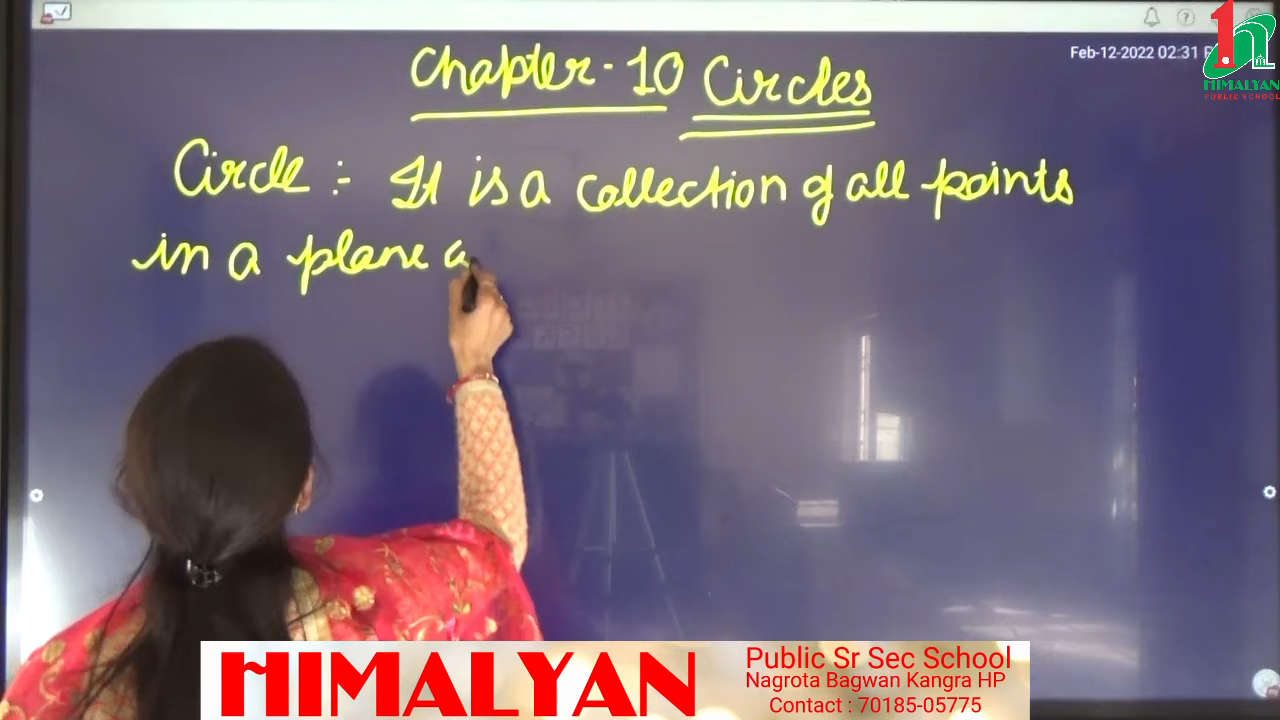 Feb-12-2022 02:31
HIMALYAN
PUBLIC SCHOOL
Chapter-10 Circles
Circle :- It is a collection of all points
in a plane a
HIMALYAN
Public Sr Sec School
Nagrota Bagwan Kangra HP
Contact : 70185-05775